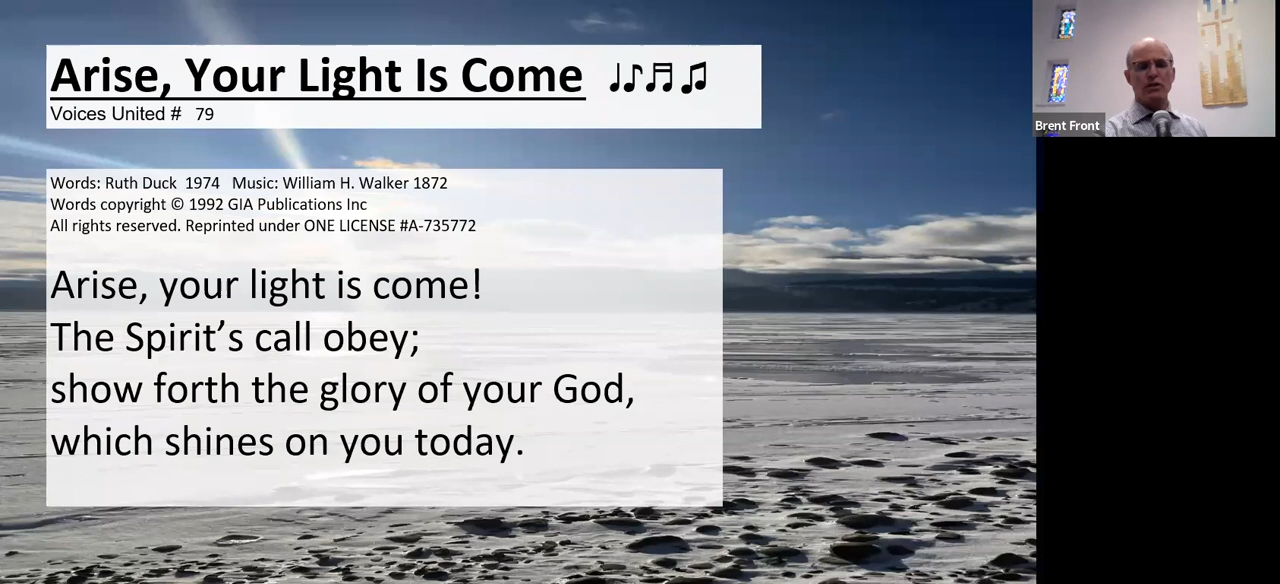 Arise, Your Light Is Come
Voices United # 79
Words: Ruth Duck 1974 Music: William H. Walker 1872
Words copyright © 1992 GIA Publications Inc
All rights reserved. Reprinted under ONE LICENSE #A-735772
Arise, your light is come!
The Spirit’s call obey;
show forth the glory of your God,
which shines on you today.
Brent Front